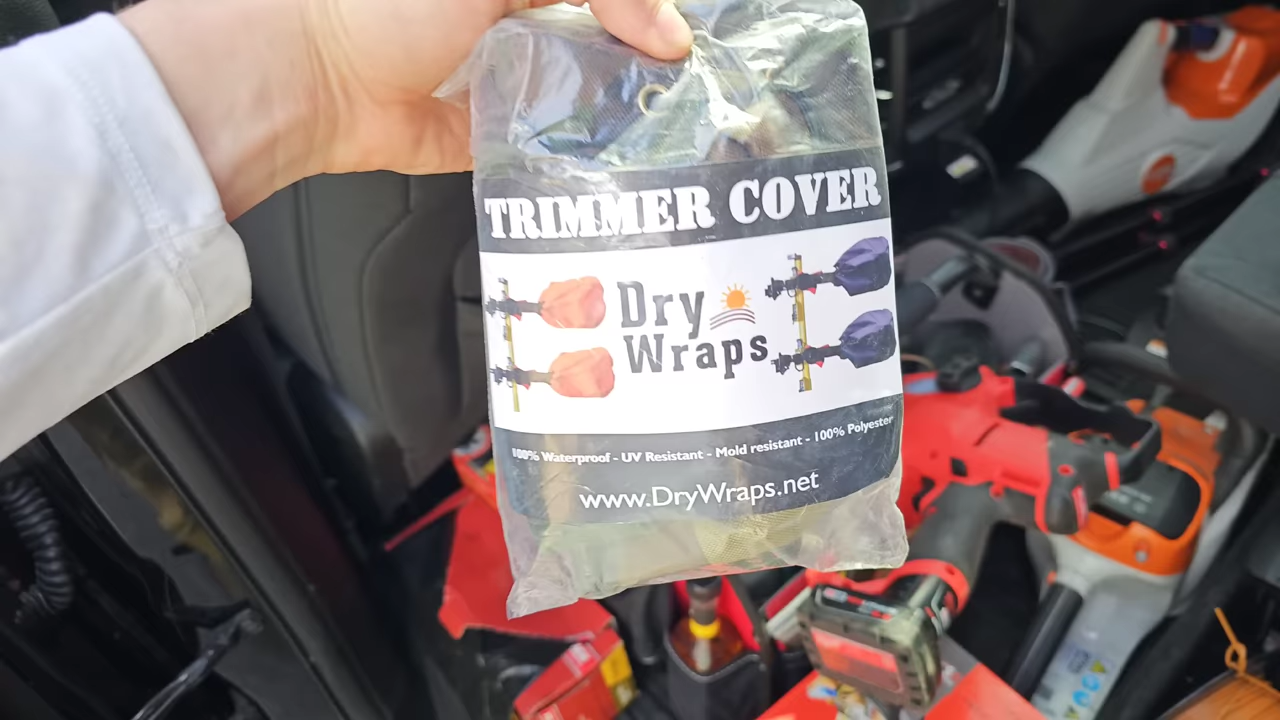 TRIMMER COVER
Dry
Wraps
100% Waterproof - UV Resistant - Mold resistant - 100% Polyester
www.DryWraps.net